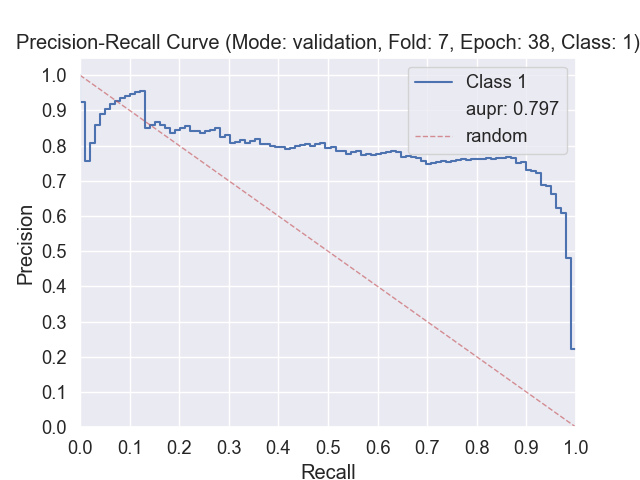 Precision-Recall Curve (Mode: validation, Fold: 7, Epoch: 38, Class: 1)
1.0
0.9
0.8
0.7
0.6
0.5
0.4
0.3
0.2
0.1
0.0
Precision
Class 1
aupr: 0.797
random
0.0 0.1 0.2 0.3 0.4 0.5 0.6 0.7 0.8 0.9 1.0
Recall